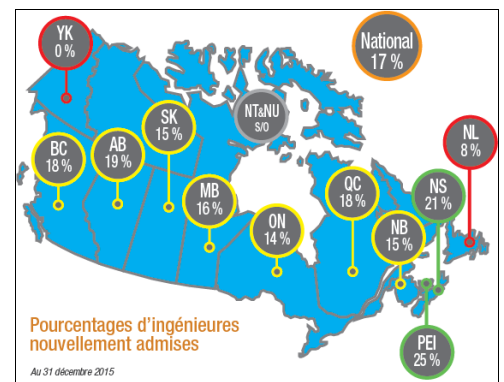 YK
0 %
National
17 %
NT&NU
S/O
SK
15 %
BC
18 %
AB
19 %
MB
16 %
ON
14 %
QC
18 %
NB
15 %
NS
21 %
NL
8 %
PEI
25 %
Pourcentages d'ingénieures
nouvellement admises
Au 31 décembre 2015